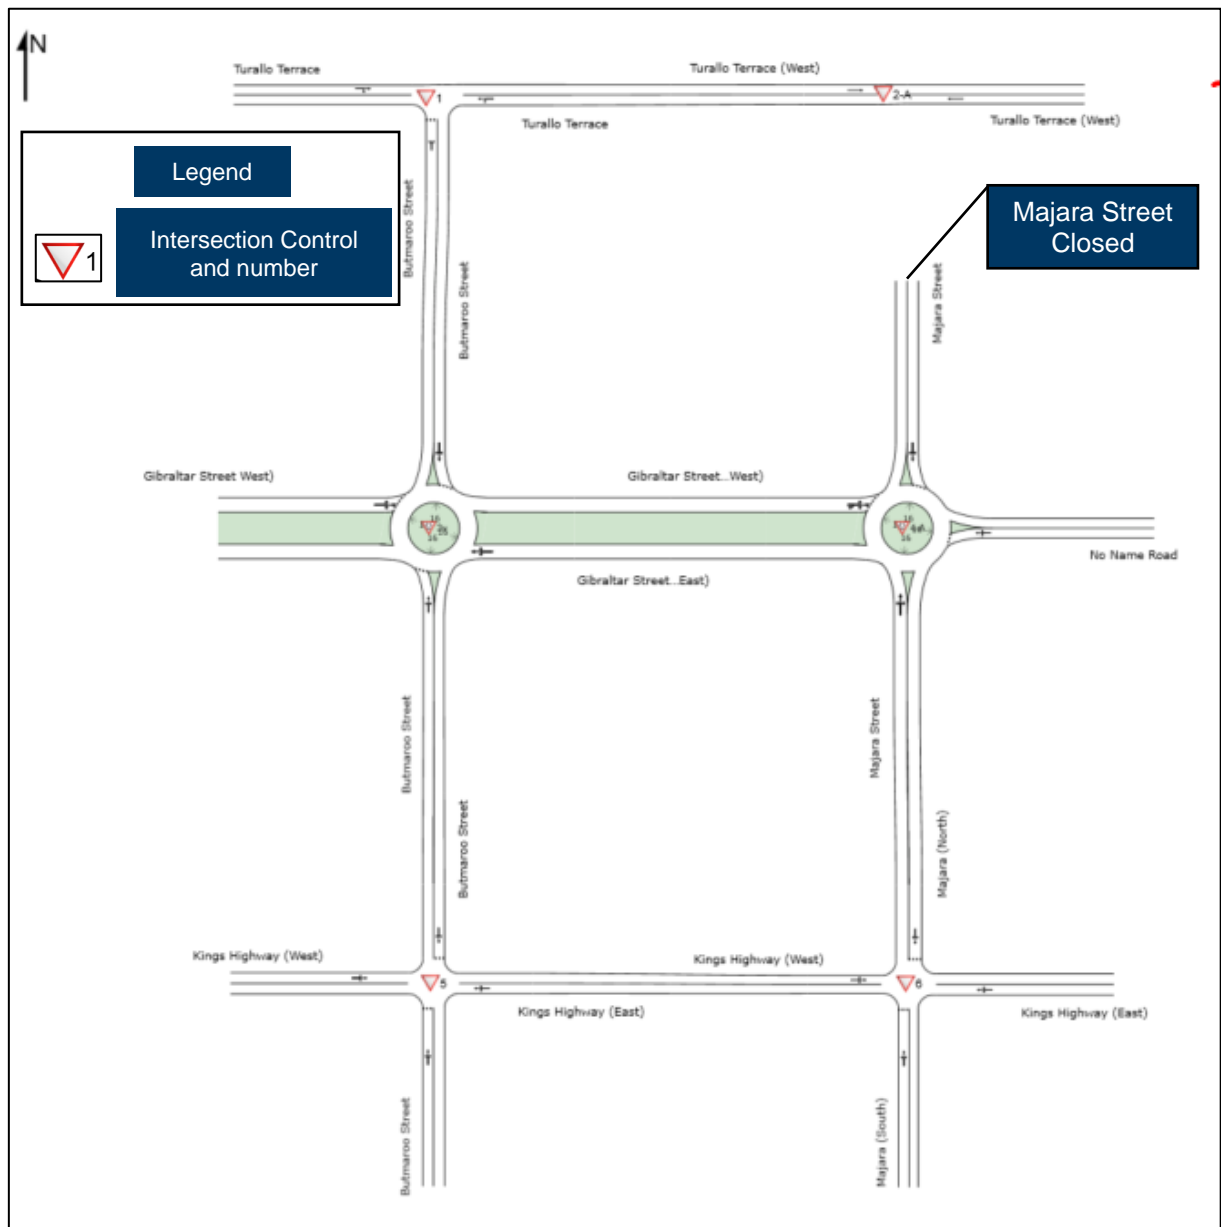 N
Turallo Terrace
Turallo Terrace (West)
1
2-A
Turallo Terrace
Turallo Terrace (West)
Legend
1
Intersection Control
and number
Majara Street
Closed
Butmaroo Street
Butmaroo Street
Majara Street
Gibraltar Street West)
Gibraltar Street...West)
No Name Road
Gibraltar Street...East)
Butmaroo Street
Majara Street
Butmaroo Street
Majara (North)
Kings Highway (West)
Kings Highway (West)
5
6
Kings Highway (East)
Kings Highway (East)
Butmaroo Street
Majara (South)